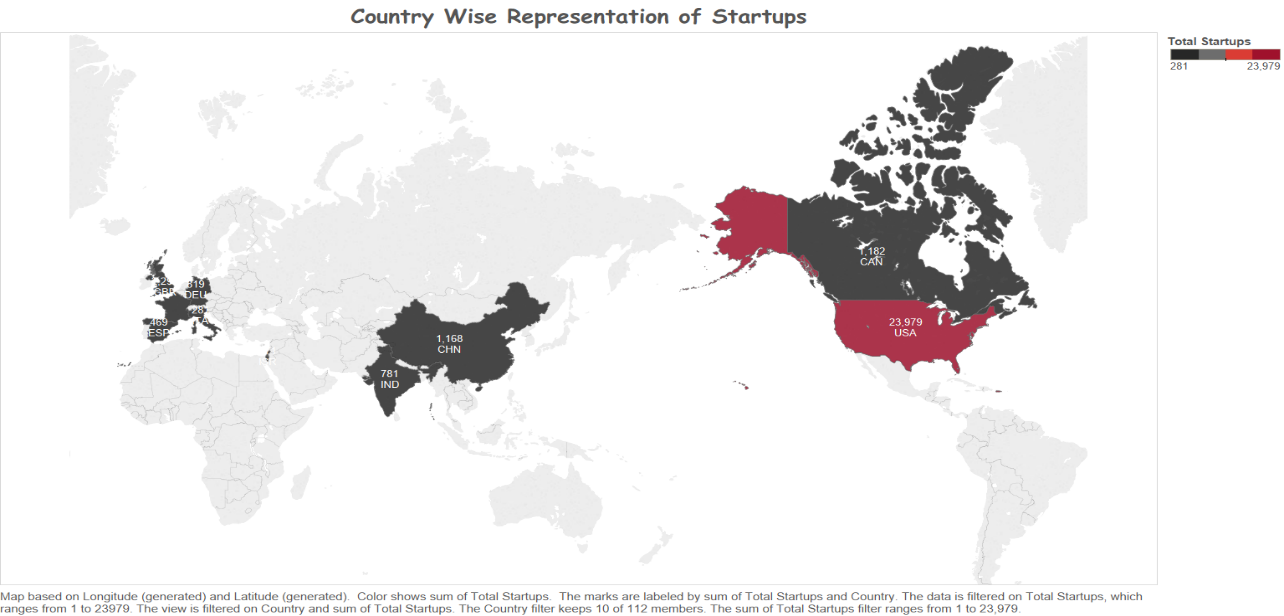 Country Wise Representation of Startups
Total Startups
281 23,979
1,182
CAN
819
DEU
469
ESP
23,979
USA
1,168
CHN
781
IND
Map based on Longitude (generated) and Latitude (generated).  Color shows sum of Total Startups.  The marks are labeled by sum of Total Startups and Country. The data is filtered on Total Startups, which
ranges from 1 to 23979. The view is filtered on Country and sum of Total Startups. The Country filter keeps 10 of 112 members. The sum of Total Startups filter ranges from 1 to 23,979.